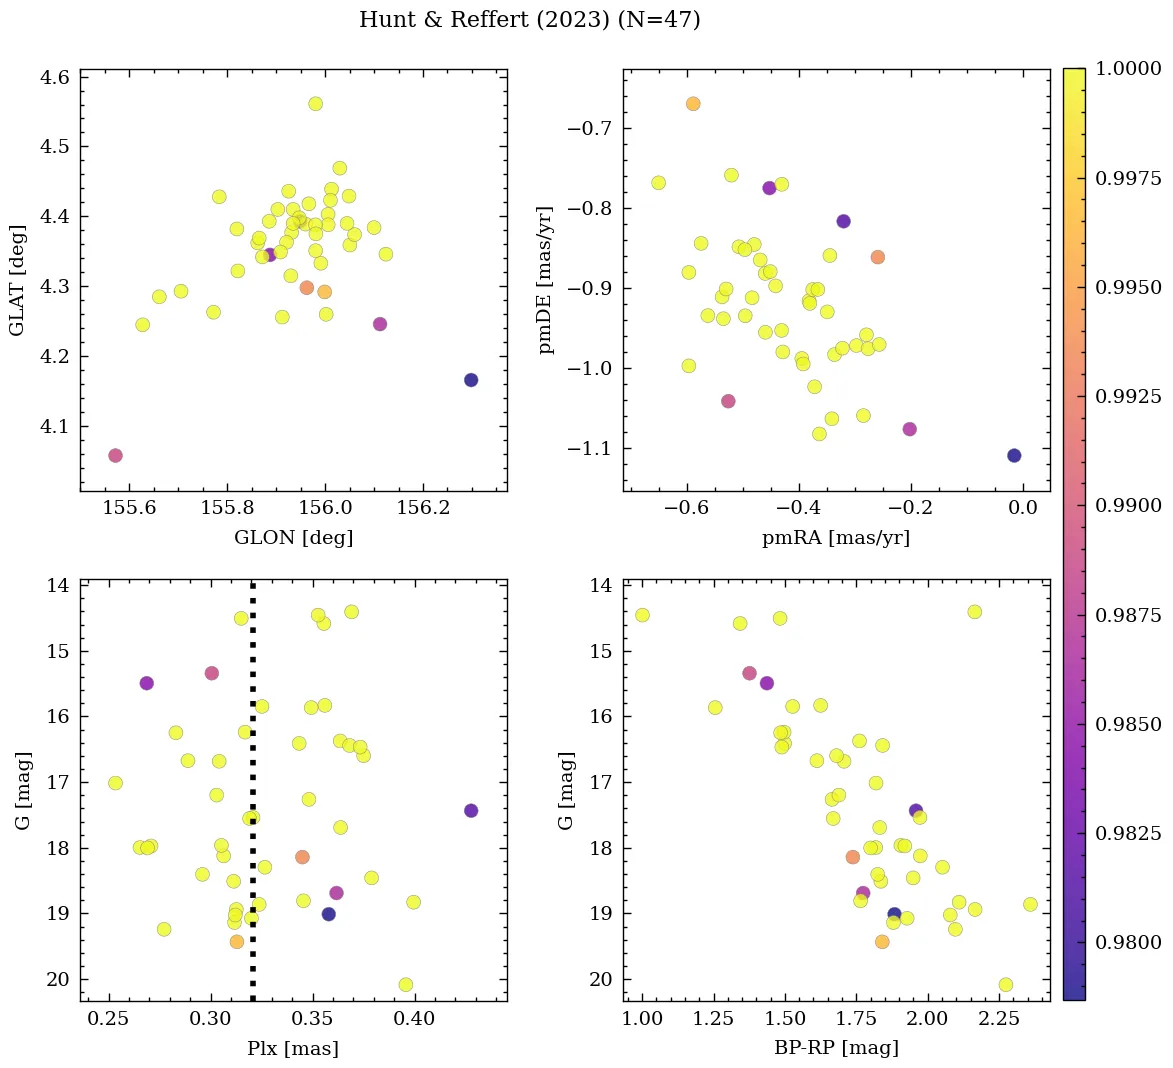 Hunt & Reffert (2023) (N=47)
4.6
4.5
4.4
4.3
4.2
4.1
GLAT [deg]
155.6 155.8 156.0 156.2
GLON [deg]
−0.7
−0.8
−0.9
−1.0
−1.1
pmDE [mas/yr]
−0.6 −0.4 −0.2 0.0
pmRA [mas/yr]
1.0000
0.9975
0.9950
0.9925
0.9900
0.9875
0.9850
0.9825
0.9800
14
15
16
17
18
19
20
G [mag]
0.25 0.30 0.35 0.40
Plx [mas]
14
15
16
17
18
19
20
G [mag]
1.00 1.25 1.50 1.75 2.00 2.25
BP-RP [mag]